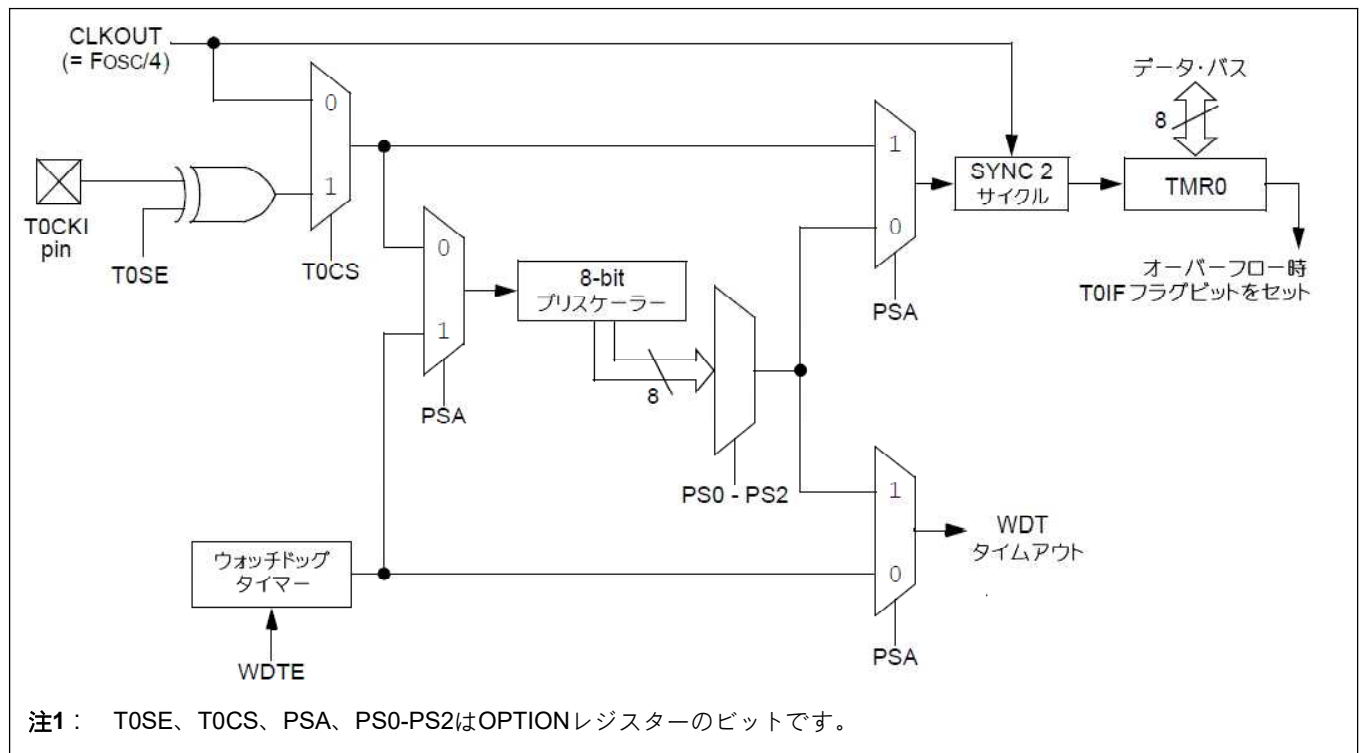 CLKOUT
(= FOSC/4)
データ・バス
0
8
1
SYNC 2
サイクル
TMR0
1
T0CKI
pin
T0SE
T0CS
0
8-bit
プリスケーラー
0
オーバーフロー時
T0IFフラグビットをセット
PSA
1
8
PSA
PS0 - PS2
1
WDT
タイムアウト
ウォッチドッグ
タイマー
0
WDTE
PSA
注1： T0SE、T0CS、PSA、PS0-PS2はOPTIONレジスターのビットです。